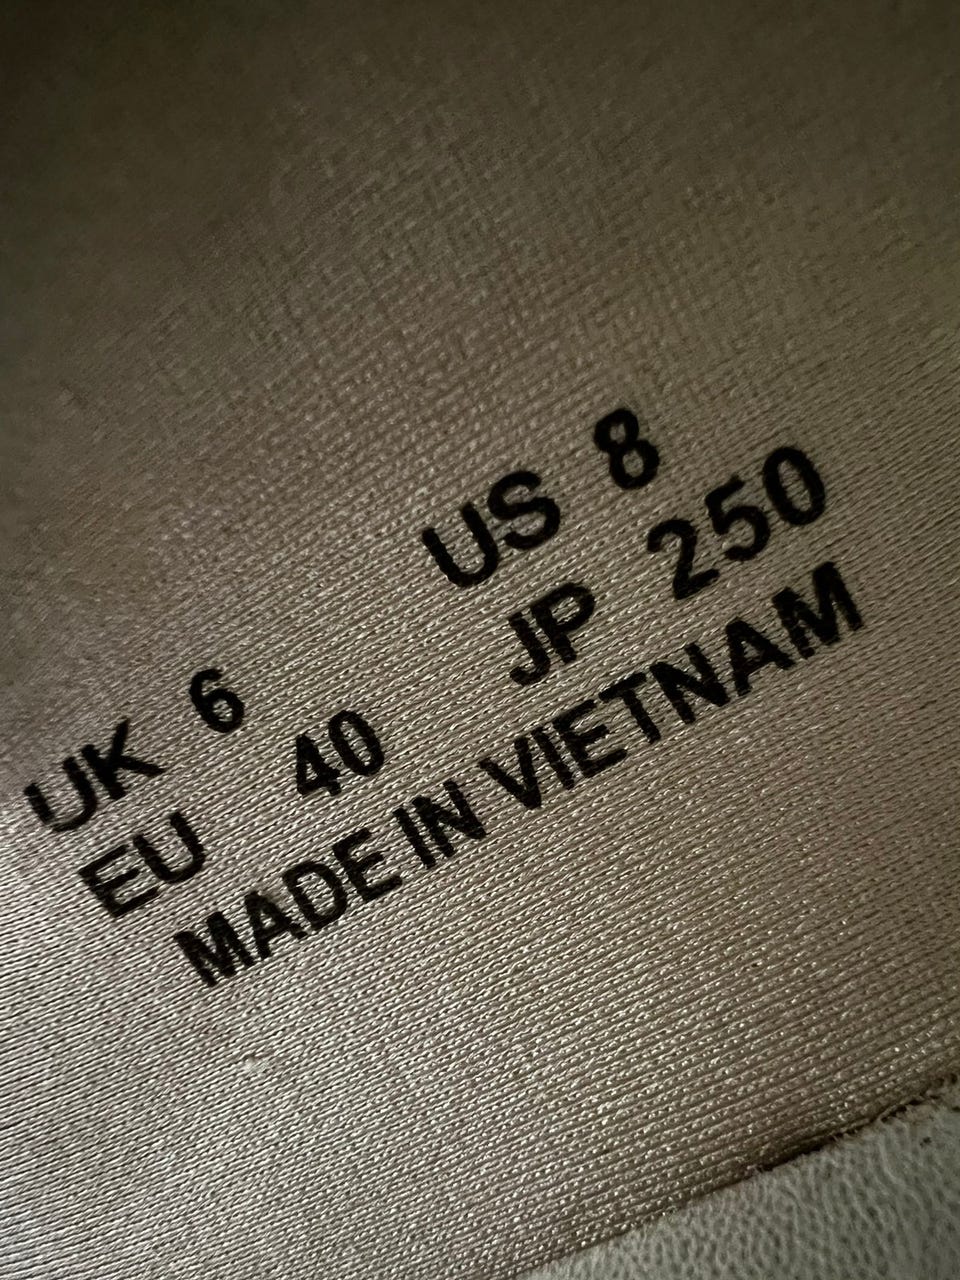 UK 6 US 8
EU 40 JP 250
MADE IN VIETNAM